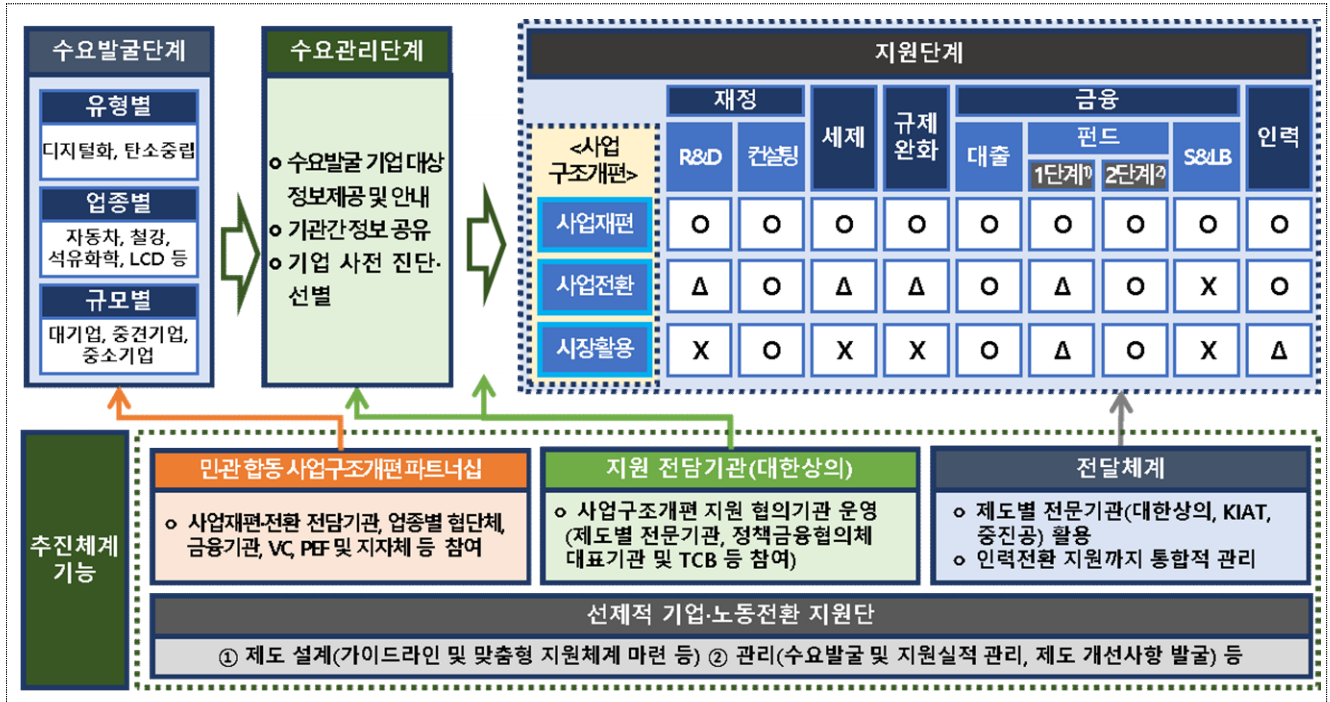 수요발굴단계
유형별
디지털화, 탄소중립
업종별
자동차, 철강,
석유화학, LCD 등
규모별
대기업, 중견기업,
중소기업
수요관리단계
o 수요발굴 기업 대상
정보제공 및 안내
o 기관간 정보 공유
o 기업 사전 진단·
선별
지원단계
재정 세제 규제 금융 인력
완화
<사업 R&D 컨설팅 대출 펀드 S&LB
구조개편> 1단계1) 2단계2)
사업재편 O O O O O O O O O
사업전환 Δ O Δ Δ O Δ O X O
시장활용 X O X X O Δ O X Δ
추진체계
기능
민·관 합동 사업구조개편 파트너십
o 사업재편·전환 전담기관, 업종별 협단체,
금융기관, VC, PEF 및 지자체 등 참여
지원 전담기관(대한상의)
o 사업구조개편 지원 협의기관 운영
(제도별 전문기관, 정책금융협의체
대표기관 및 TCB 등 참여)
전달체계
o 제도별 전문기관(대한상의, KIAT,
중진공) 활용
o 인력전환 지원까지 통합적 관리
선제적 기업·노동전환 지원단
① 제도 설계(가이드라인 및 맞춤형 지원체계 마련 등) ② 관리(수요발굴 및 지원실적 관리, 제도 개선사항 발굴) 등